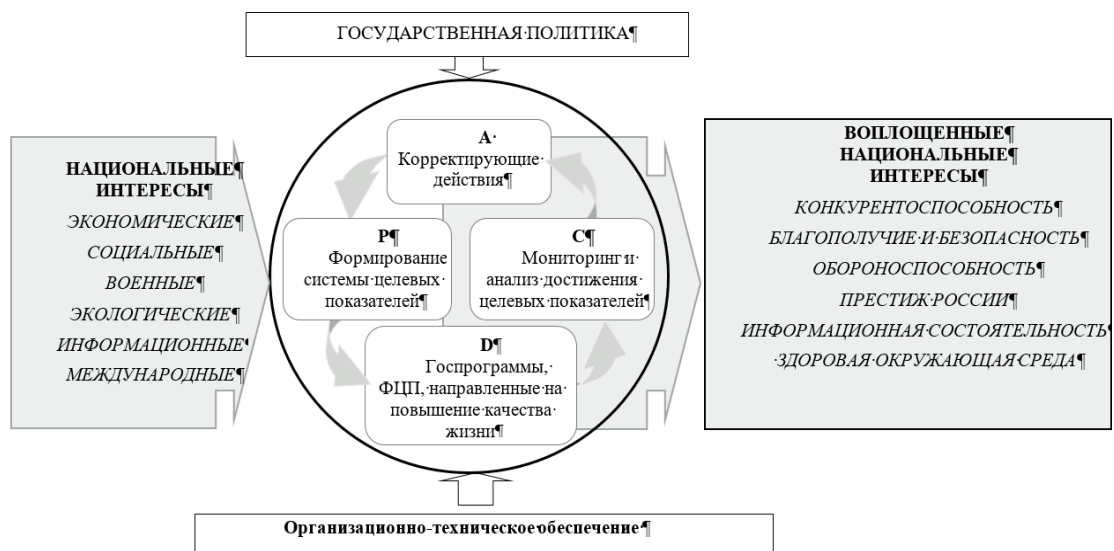 ГОСУДАРСТВЕННАЯ·ПОЛИТИКА¶
НАЦИОНАЛЬНЫЕ¶
ИНТЕРЕСЫ¶
ЭКОНОМИЧЕСКИЕ¶
СОЦИАЛЬНЫЕ¶
ВОЕННЫЕ¶
ЭКОЛОГИЧЕСКИЕ¶
ИНФОРМАЦИОННЫЕ¶
МЕЖДУНАРОДНЫЕ¶
A·
Корректирующие·
действия¶
P¶
Формирование
системы·целевых·
показателей¶
C¶
Мониторинг·и·
анализ·достижения·
целевых·показателей¶
D¶
Госпрограммы,·
ФЦП,·направленные·на·
повышение·качества·
жизни¶
ВОПЛОЩЕННЫЕ¶
НАЦИОНАЛЬНЫЕ¶
ИНТЕРЕСЫ¶
КОНКУРЕНТОСПОСОБНОСТЬ¶
БЛАГОПОЛУЧИЕ·И·БЕЗОПАСНОСТЬ¶
ОБОРОНОСПОСОБНОСТЬ¶
ПРЕСТИЖ·РОССИИ¶
ИНФОРМАЦИОННАЯ·СОСТОЯТЕЛЬНОСТЬ¶
·ЗДОРОВАЯ·ОКРУЖАЮЩАЯ·СРЕДА¶
Организационно-техническое·обеспечение¶